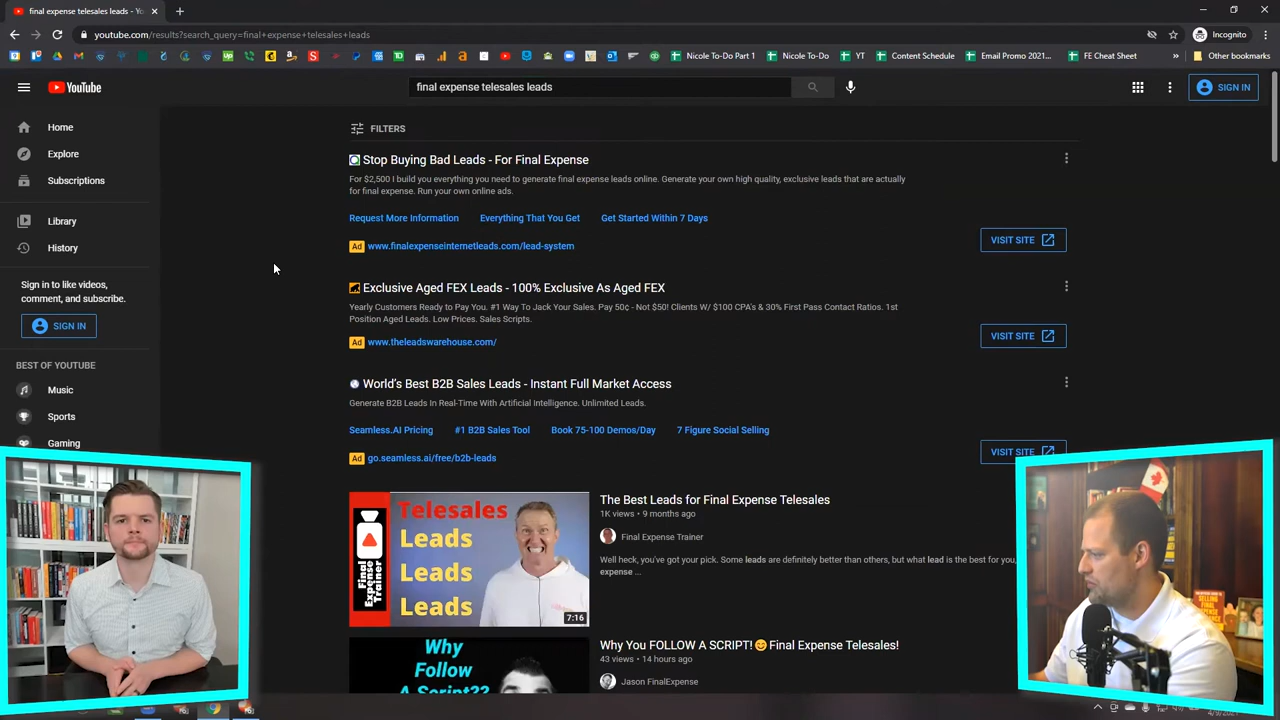 final expense telesales leads - Yo
Incognito
youtube.com/results?search_query=final+expense+telesales+leads
Nicole To-Do Part 1
Nicole To-Do
YT
Content Schedule
Email Promo 2021...
FE Cheat Sheet
Other bookmarks
YouTube
final expense telesales leads
SIGN IN
Home
Explore
Subscriptions
Library
History
Sign in to like videos,
comment, and subscribe.
SIGN IN
BEST OF YOUTUBE
Music
Sports
Gaming
FILTERS
Stop Buying Bad Leads - For Final Expense
For $2,500 I build you everything you need to generate final expense leads online. Generate your own high quality, exclusive leads that are actually
for final expense. Run your own online ads.
Request More Information Everything That You Get Get Started Within 7 Days
Ad www.finalexpenseinternetleads.com/lead-system
VISIT SITE
Exclusive Aged FEX Leads - 100% Exclusive As Aged FEX
Yearly Customers Ready to Pay You. #1 Way To Jack Your Sales. Pay 50¢ - Not $50! Clients W/ $100 CPA's & 30% First Pass Contact Ratios. 1st
Position Aged Leads. Low Prices. Sales Scripts.
Ad www.theleadswarehouse.com/
VISIT SITE
World's Best B2B Sales Leads - Instant Full Market Access
Generate B2B Leads In Real-Time With Artificial Intelligence. Unlimited Leads.
Seamless.AI Pricing #1 B2B Sales Tool Book 75-100 Demos/Day 7 Figure Social Selling
Ad go.seamless.ai/free/b2b-leads
VISIT SITE
Telesales
Leads
Leads
Leads
Final
Expense
Trainer
7:16
The Best Leads for Final Expense Telesales
1K views • 9 months ago
Final Expense Trainer
Well heck, you've got your pick. Some leads are definitely better than others, but what lead is the best for you,
expense ...
Why
Follow
A Script??
Why You FOLLOW A SCRIPT! 😊 Final Expense Telesales!
43 views • 14 hours ago
Jason FinalExpense
SELLING
FINAL